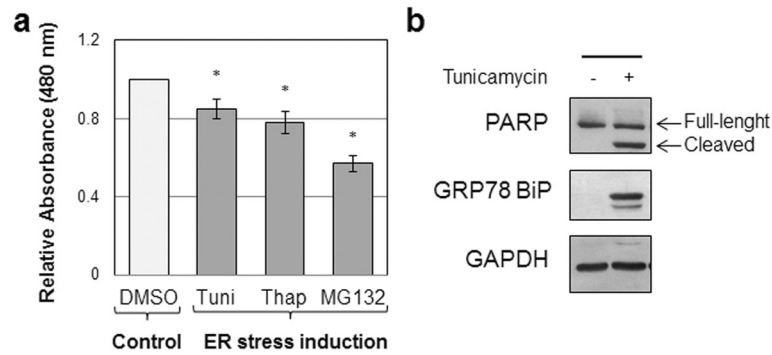 a
Relative Absorbance (480 nm)
1.2
0.8
0.4
0
*
*
*
DMSO Tuni Thap MG132
Control ER stress induction
b
Tunicamycin - +
PARP
Full-lenght
Cleaved
GRP78 BiP
GAPDH